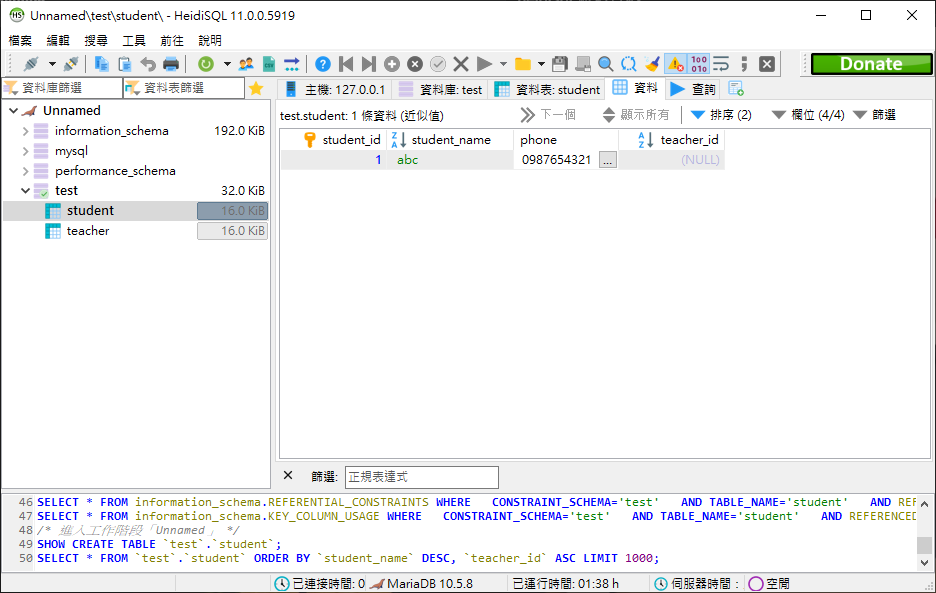 Unnamed\test\student\ - HeidiSQL 11.0.0.5919
檔案 編輯 搜尋 工具 前往 說明
Donate
資料庫篩選 資料表篩選 主機: 127.0.0.1 資料庫: test 資料表: student 資料 查詢
Unnamed
information_schema 192.0 KiB
mysql
performance_schema
test 32.0 KiB
student 16.0 KiB
teacher 16.0 KiB
test.student: 1 條資料 (近似值) 下一個 顯示所有 排序 (2) 欄位 (4/4) 篩選
student_id student_name phone teacher_id
1 abc 0987654321 ... (NULL)
篩選: 正規表達式
46 SELECT * FROM information_schema.REFERENTIAL_CONSTRAINTS WHERE CONSTRAINT_SCHEMA='test' AND TABLE_NAME='student' AND REF
47 SELECT * FROM information_schema.KEY_COLUMN_USAGE WHERE CONSTRAINT_SCHEMA='test' AND TABLE_NAME='student' AND REFERENCED
48 /* 進入工作階段「Unnamed」 */
49 SHOW CREATE TABLE `test`.`student`;
50 SELECT * FROM `test`.`student` ORDER BY `student_name` DESC, `teacher_id` ASC LIMIT 1000;
已連接時間: 0 MariaDB 10.5.8 已運行時間: 01:38 h 伺服器時間: 空閒